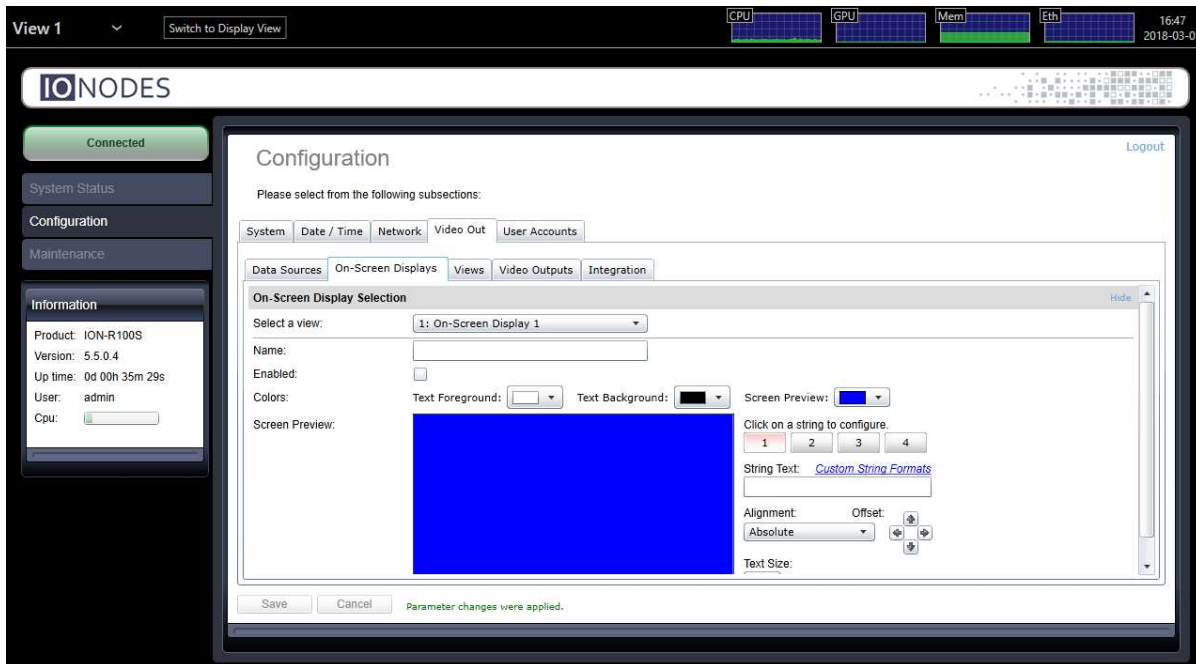 View 1
Switch to Display View
CPU
GPU
Mem
Eth
16:47
2018-03-0
IONODES
Connected
System Status
Configuration
Maintenance
Information
Product: ION-R100S
Version: 5.5.0.4
Up time: 0d 00h 35m 29s
User: admin
Cpu:
Logout
Configuration
Please select from the following subsections:
System Date / Time Network Video Out User Accounts
Data Sources On-Screen Displays Views Video Outputs Integration
On-Screen Display Selection Hide
Select a view: 1: On-Screen Display 1
Name:
Enabled:
Colors: Text Foreground: Text Background: Screen Preview:
Screen Preview:
Click on a string to configure.
1 2 3 4
String Text: Custom String Formats
Alignment: Offset:
Absolute
Text Size:
Save Cancel Parameter changes were applied.